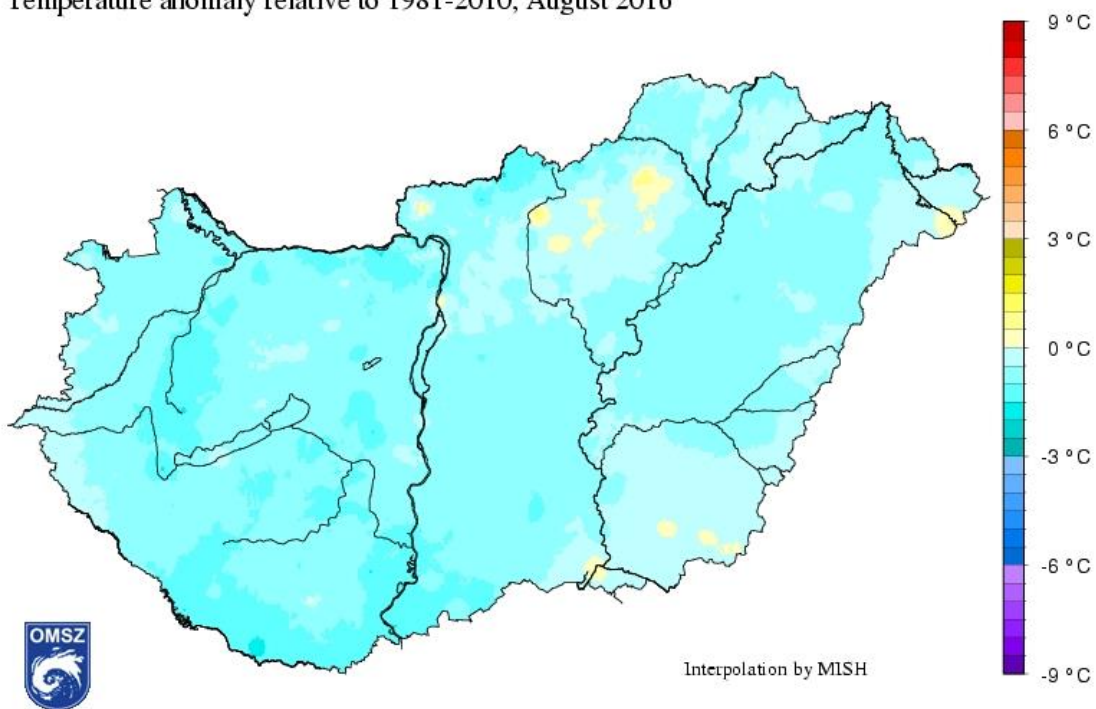 Temperature anomaly relative to 1981-2010, August 2016
9 °C
6 °C
3 °C
0 °C
-3 °C
-6 °C
-9 °C
OMSZ
Interpolation by MISH